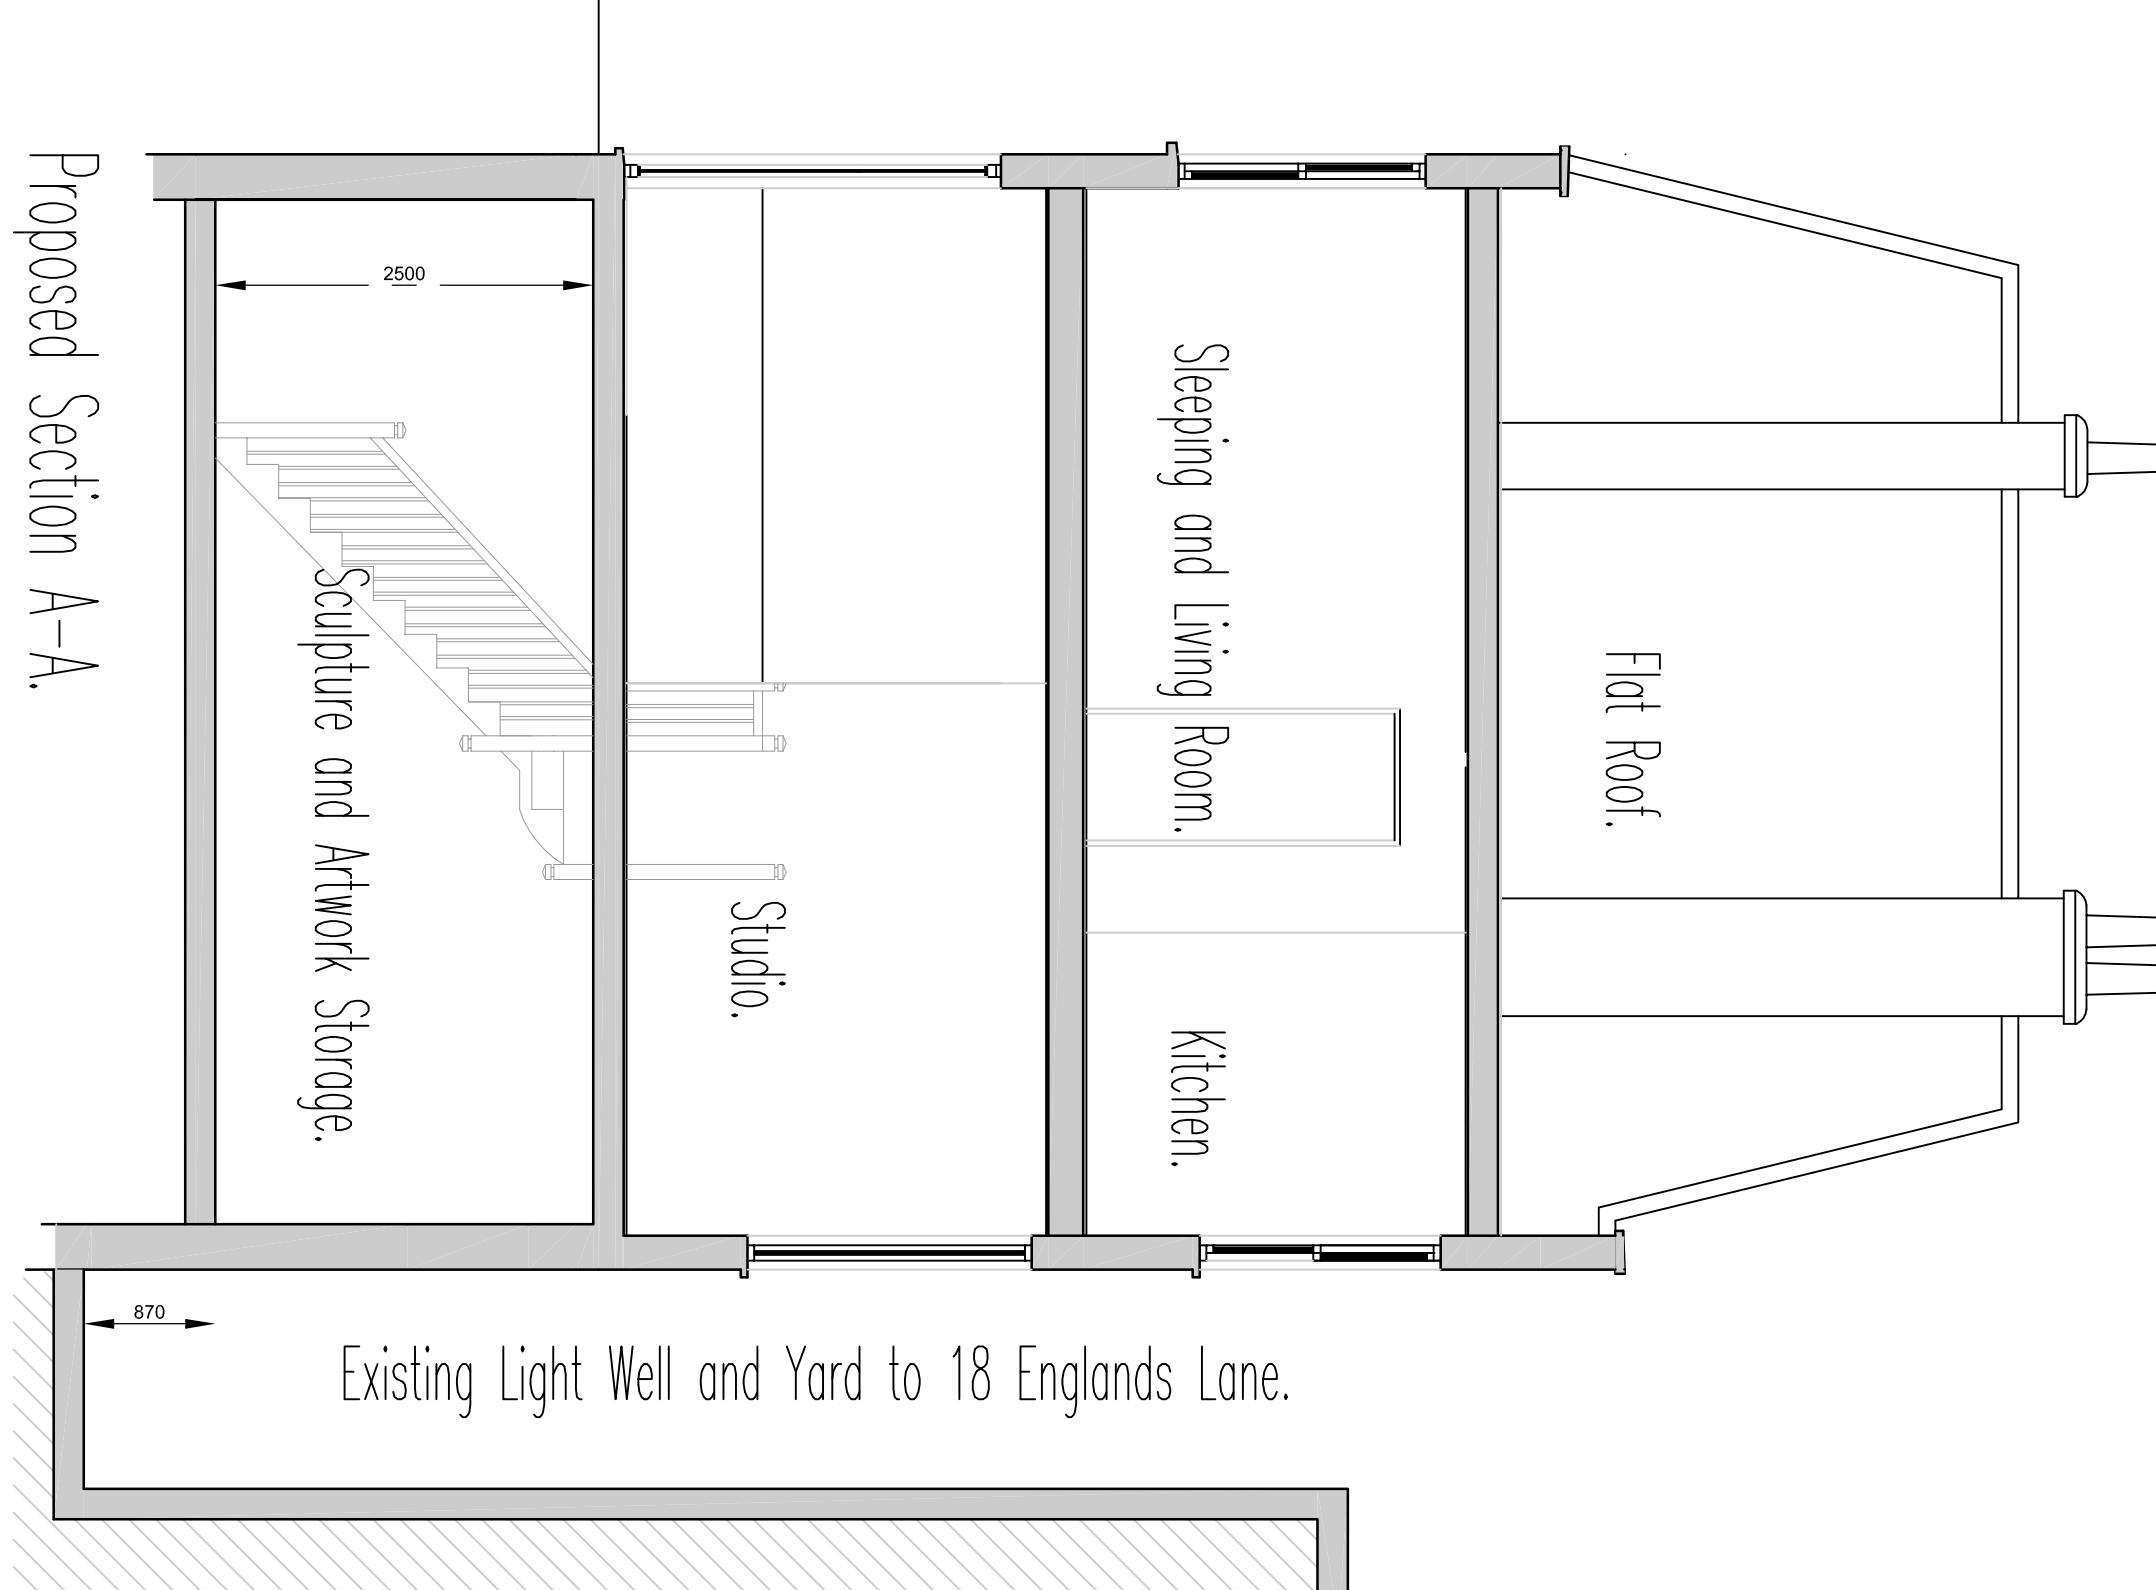 Flat Roof.
Sleeping and Living Room.
Kitchen.
Studio.
Sculpture and Artwork Storage.
2500
Proposed Section A-A.
870
Existing Light Well and Yard to 18 Englands Lane.